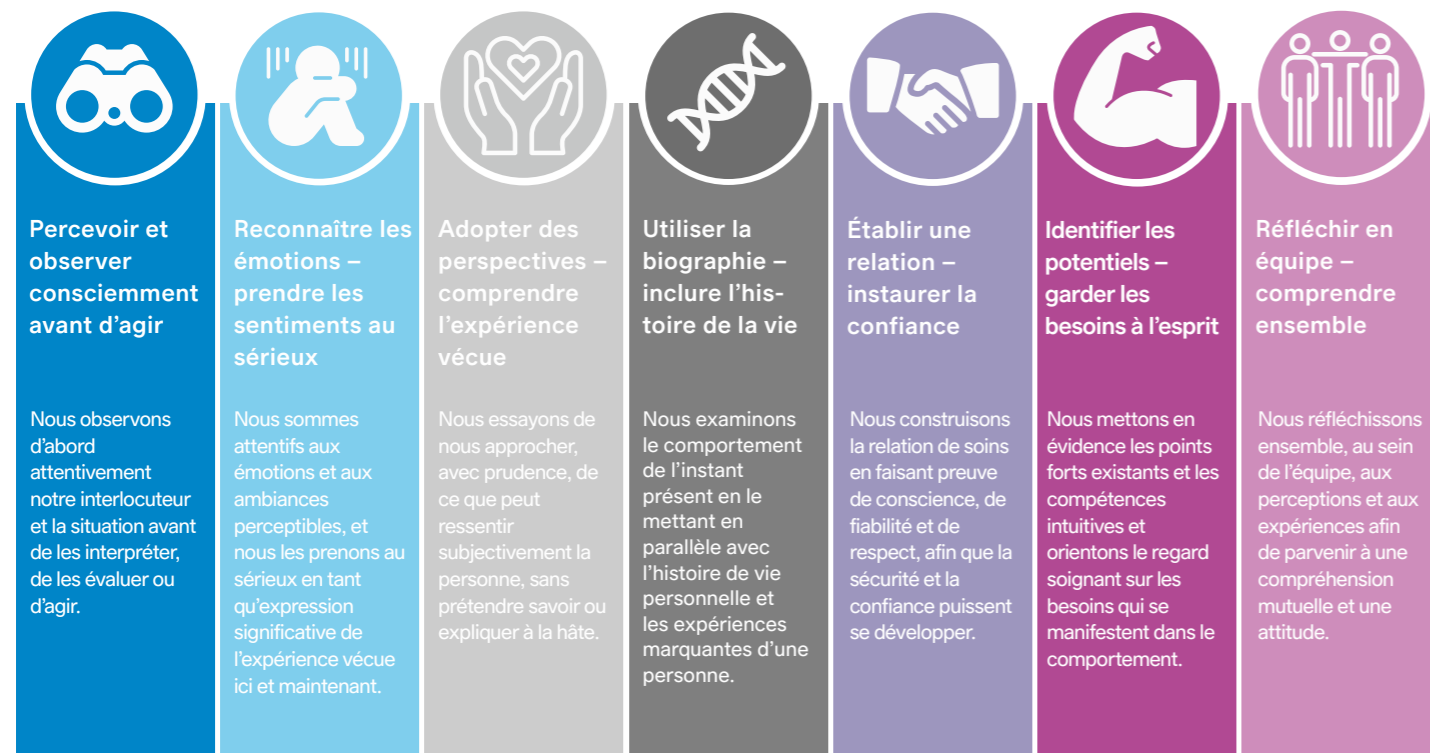 Percevoir et
observer
consciemment
avant d’agir
Nous observons
d’abord
attentivement
notre interlocuteur
et la situation avant
de les interpréter,
de les évaluer ou
d’agir.
Reconnaître les
émotions –
prendre les
sentiments au
sérieux
Nous sommes
attentifs aux
émotions et aux
ambiances
perceptibles, et
nous les prenons au
sérieux en tant
qu’expression
significative de
l’expérience vécue
ici et maintenant.
Adopter des
perspectives –
comprendre
l’expérience
vécue
Nous essayons de
nous approcher,
avec prudence, de
ce que peut
ressentir
subjectivement la
personne, sans
prétendre savoir ou
expliquer à la hâte.
Utiliser la
biographie –
inclure l’his-
toire de la vie
Nous examinons
le comportement
de l’instant
présent en le
mettant en
parallèle avec
l’histoire de vie
personnelle et
les expériences
marquantes d’une
personne.
Établir une
relation –
instaurer la
confiance
Nous construisons
la relation de soins
en faisant preuve
de conscience, de
fiabilité et de
respect, afin que la
sécurité et la
confiance puissent
se développer.
Identifier les
potentiels –
garder les
besoins à l’esprit
Nous mettons en
évidence les points
forts existants et les
compétences
intuitives et
orientons le regard
soignant sur les
besoins qui se
manifestent dans le
comportement.
Réfléchir en
équipe –
comprendre
ensemble
Nous réfléchissons
ensemble, au sein
de l’équipe, aux
perceptions et aux
expériences afin
de parvenir à une
compréhension
mutuelle et une
attitude.